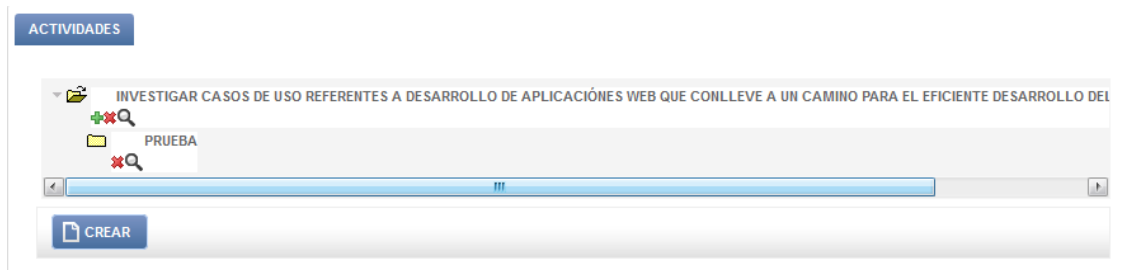 ACTIVIDADES
INVESTIGAR CASOS DE USO REFERENTES A DESARROLLO DE APLICACIÓNES WEB QUE CONLLEVE A UN CAMINO PARA EL EFICIENTE DESARROLLO DEL
PRUEBA
CREAR